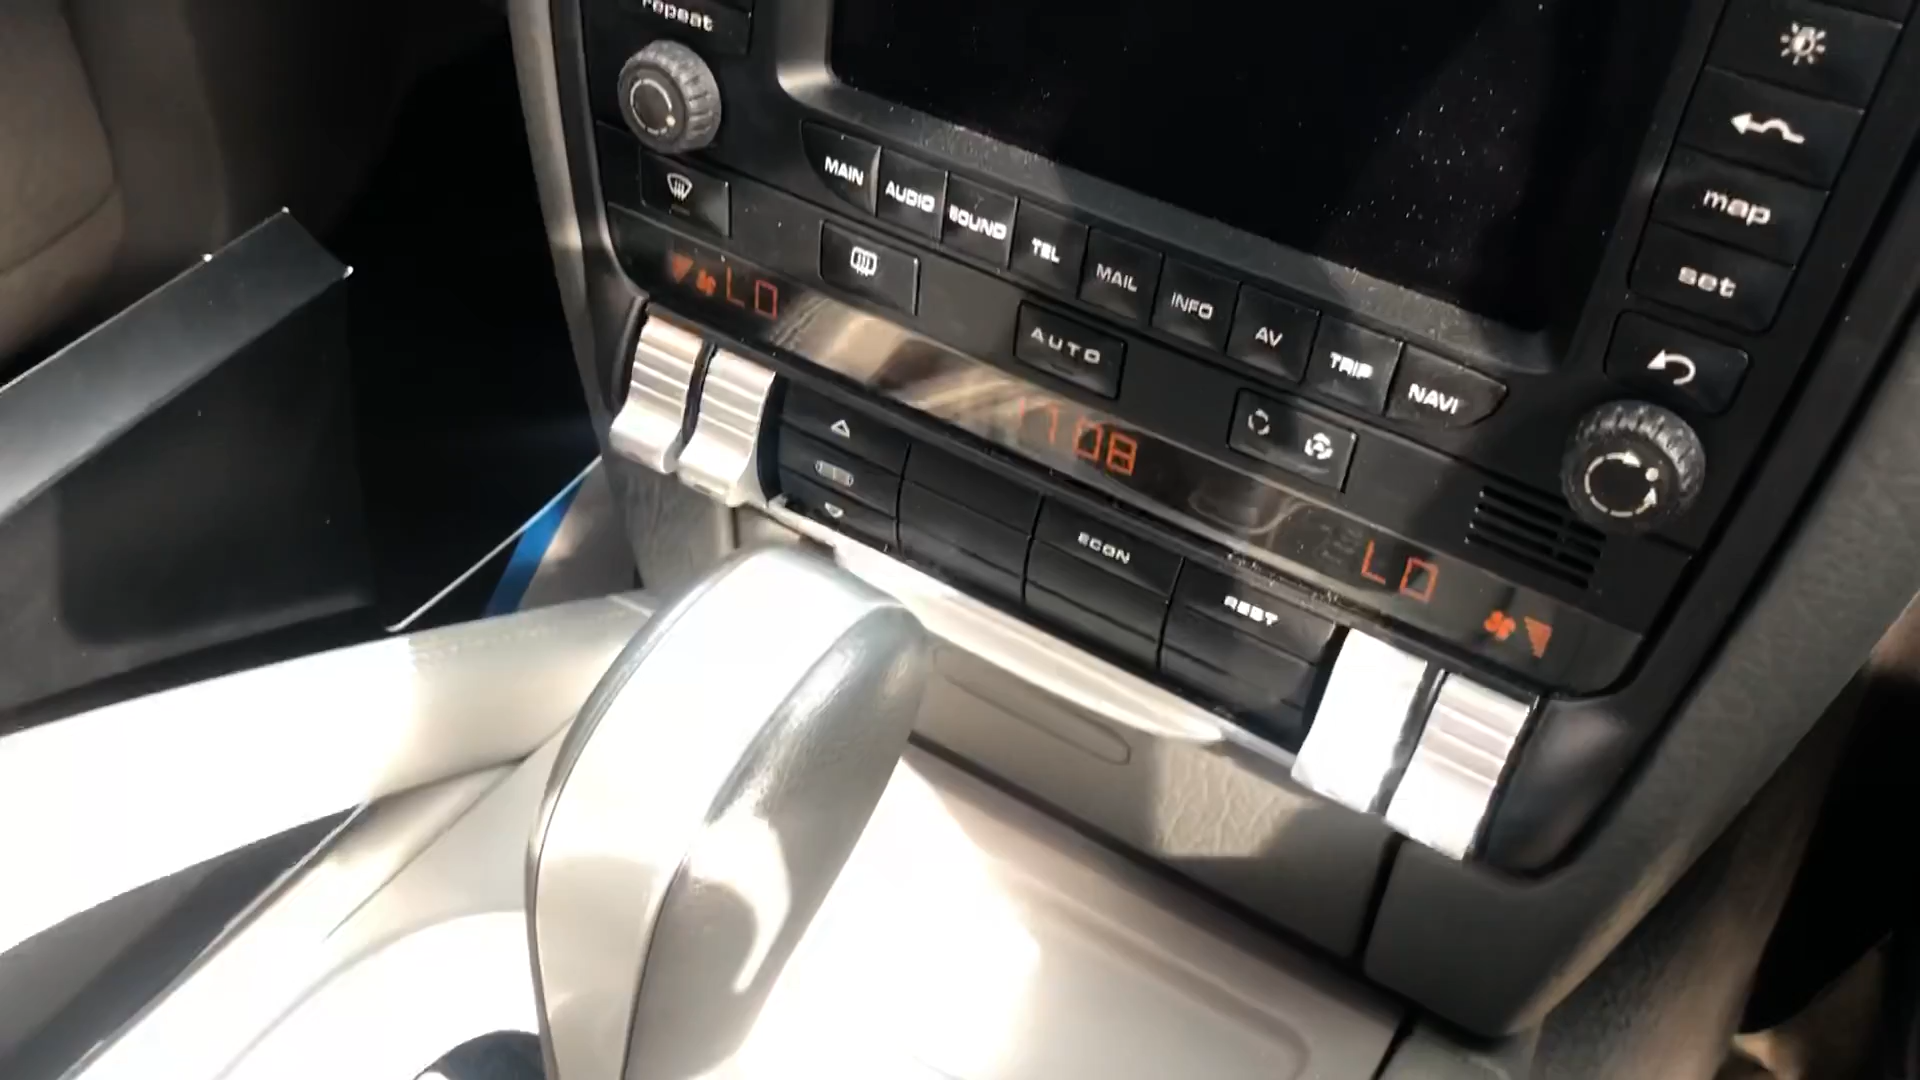 repeat
MAIN
AUDIO
SOUND
TEL
MAIL
INFO
AV
TRIP
NAVI
map
set
LO
AUTO
17 08
LO
ECON
REST